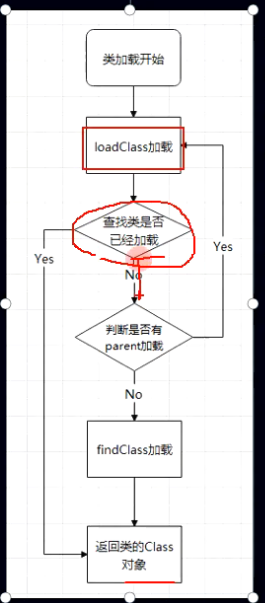 类加载开始
loadClass加载
查找类是否
已经加载
Yes
Yes
No
判断是否有
parent加载
No
findClass加载
返回类的Class
对象